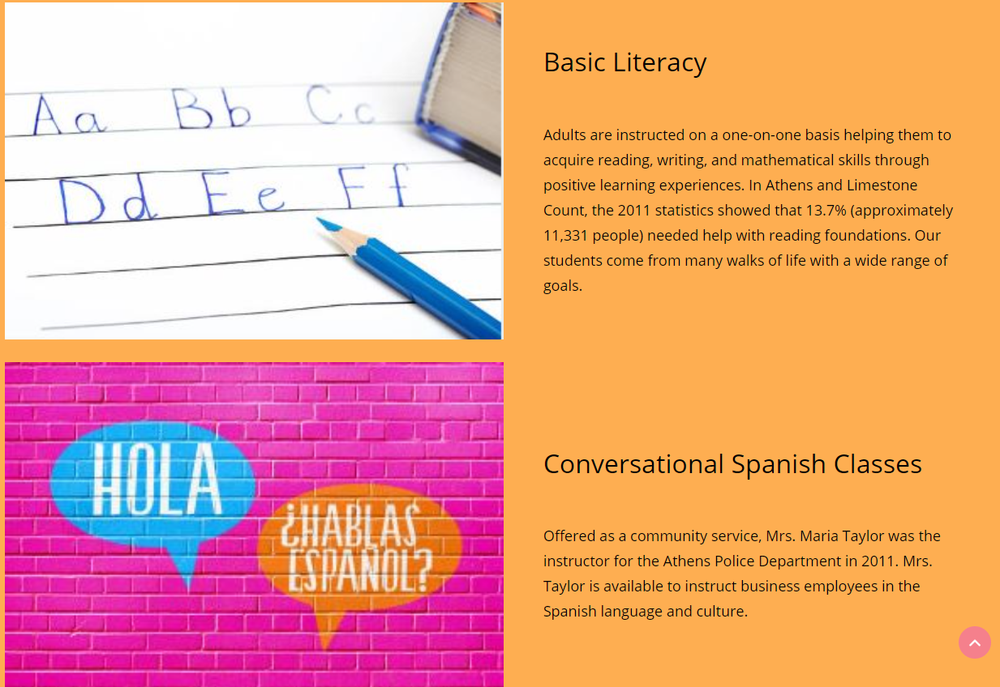 Aa Bb Cc
Dd Ee Ff
Basic Literacy
Adults are instructed on a one-on-one basis helping them to
acquire reading, writing, and mathematical skills through
positive learning experiences. In Athens and Limestone
Count, the 2011 statistics showed that 13.7% (approximately
11,331 people) needed help with reading foundations. Our
students come from many walks of life with a wide range of
goals.
HOLA
¿HABLAS
ESPAÑOL?
Conversational Spanish Classes
Offered as a community service, Mrs. Maria Taylor was the
instructor for the Athens Police Department in 2011. Mrs.
Taylor is available to instruct business employees in the
Spanish language and culture.